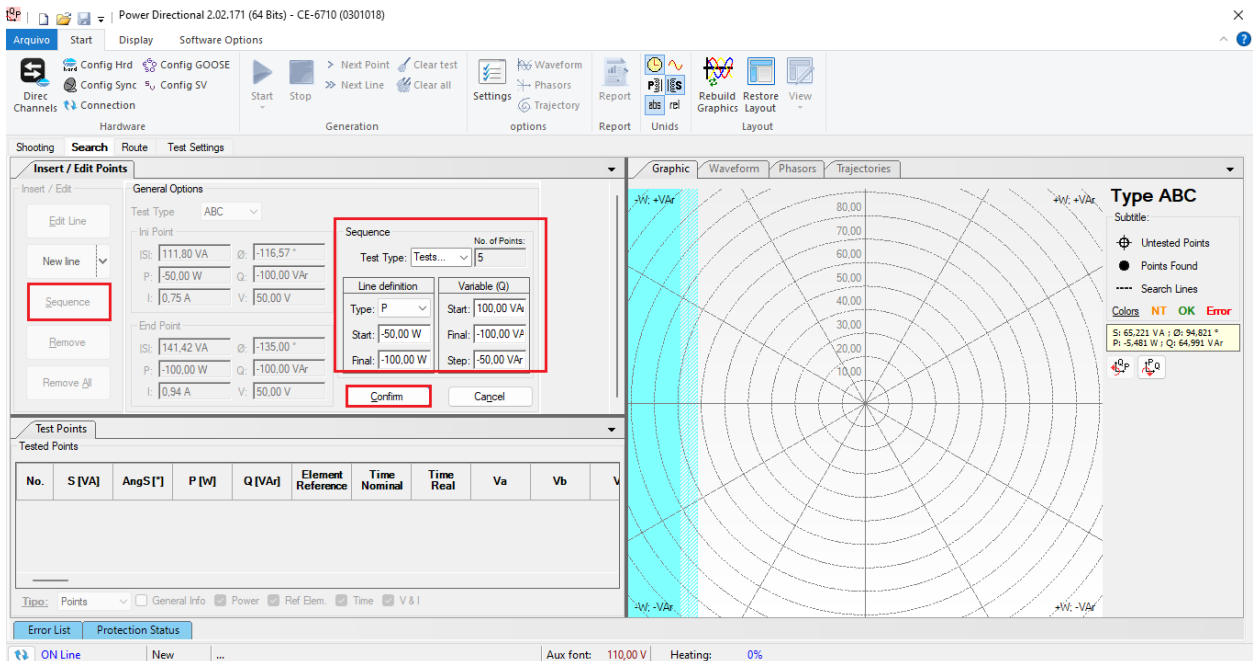 Power Directional 2.02.171 (64 Bits) - CE-6710 (0301018)
Arquivo Start Display Software Options
Direc Channels
Config Hrd Config GOOSE
Config Sync Config SV
Connection
Hardware
Start Stop
Next Point Clear test
Next Line Clear all
Generation
Settings
Waveform
Phasors
Trajectory
options
Report
Report
abs rel
Unids
Rebuild Graphics
Restore Layout
View
Layout
Shooting Search Route Test Settings
Insert / Edit Points
Insert / Edit
Edit Line
New line
Sequence
Remove
Remove All
General Options
Test Type ABC
Ini Point
|S|: 111,80 VA Ø: -116,57 °
P: -50,00 W Q: -100,00 VAr
I: 0,75 A V: 50,00 V
End Point
|S|: 141,42 VA Ø: -135,00 °
P: -100,00 W Q: -100,00 VAr
I: 0,94 A V: 50,00 V
Sequence
No. of Points:
Test Type: Tests... 5
Line definition Variable (Q)
Type: P Start: 100,00 VA
Start: -50,00 W Final: -100,00 VA
Final: -100,00 W Step: -50,00 VAr
Confirm Cancel
Graphic Waveform Phasors Trajectories
-W; +VAr +W; +VAr
80,00
70,00
60,00
50,00
40,00
30,00
20,00
10,00
-W; -VAr +W; -VAr
Type ABC
Subtitle:
Untested Points
Points Found
Search Lines
Colors NT OK Error
S: 65,221 VA ; Ø: 94,821 °
P: -5,481 W ; Q: 64,991 VAr
Test Points
Tested Points
No. S [VA] AngS [°] P [W] Q [VAr] Element Reference Time Nominal Time Real Va Vb V
Tipo: Points General Info Power Ref Elem. Time V & I
Error List Protection Status
ON Line New ... Aux font: 110,00 V Heating: 0%